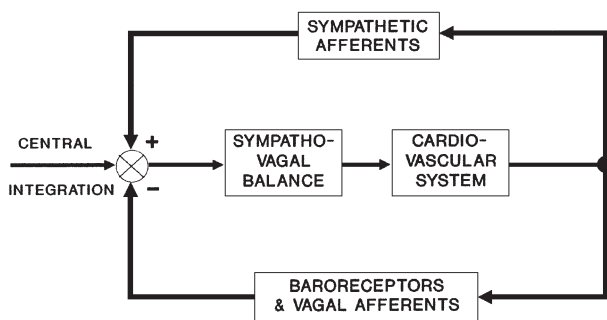 SYMPATHETIC
AFFERENTS
CENTRAL
INTEGRATION
+
−
SYMPATHO-
VAGAL
BALANCE
CARDIO-
VASCULAR
SYSTEM
BARORECEPTORS
& VAGAL AFFERENTS